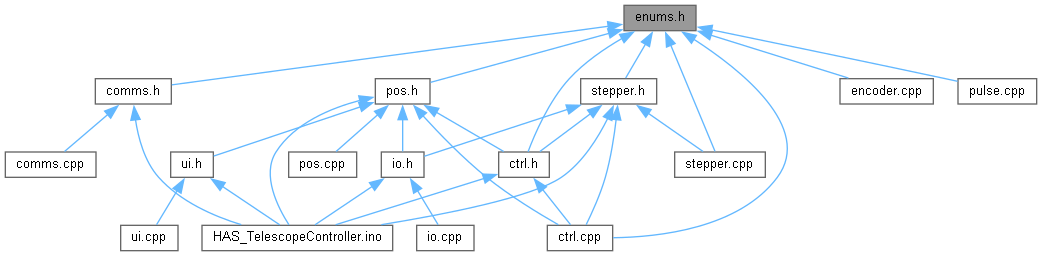 enums.h
comms.h
pos.h
stepper.h
encoder.cpp
pulse.cpp
comms.cpp
ui.h
pos.cpp
io.h
ctrl.h
stepper.cpp
ui.cpp
HAS_TelescopeController.ino
io.cpp
ctrl.cpp